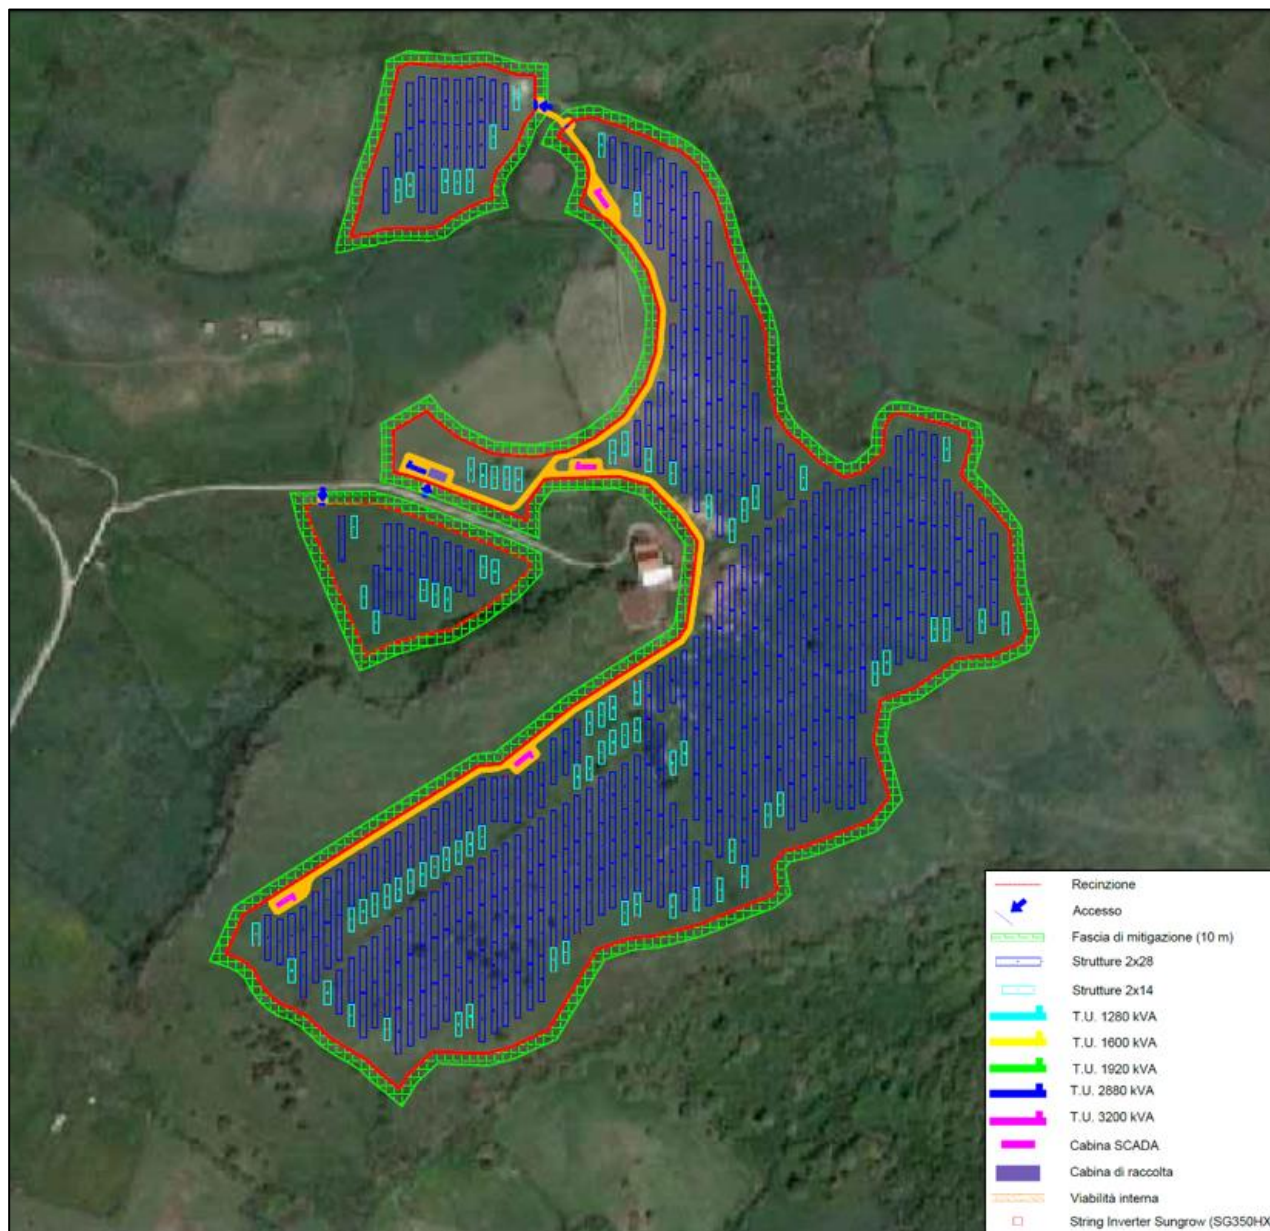 Recinzione
Accesso
Fascia di mitigazione (10 m)
Strutture 2x28
Strutture 2x14
T.U. 1280 kVA
T.U. 1600 kVA
T.U. 1920 kVA
T.U. 2880 kVA
T.U. 3200 kVA
Cabina SCADA
Cabina di raccolta
Viabilità interna
String Inverter Sungrow (SG350HX)